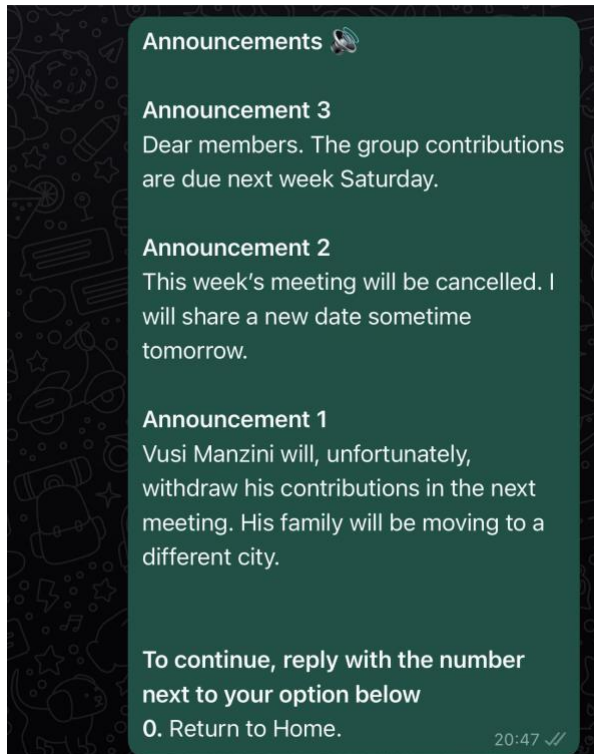 Announcements 🔊
Announcement 3
Dear members. The group contributions
are due next week Saturday.
Announcement 2
This week's meeting will be cancelled. I
will share a new date sometime
tomorrow.
Announcement 1
Vusi Manzini will, unfortunately,
withdraw his contributions in the next
meeting. His family will be moving to a
different city.
To continue, reply with the number
next to your option below
0. Return to Home.
20:47